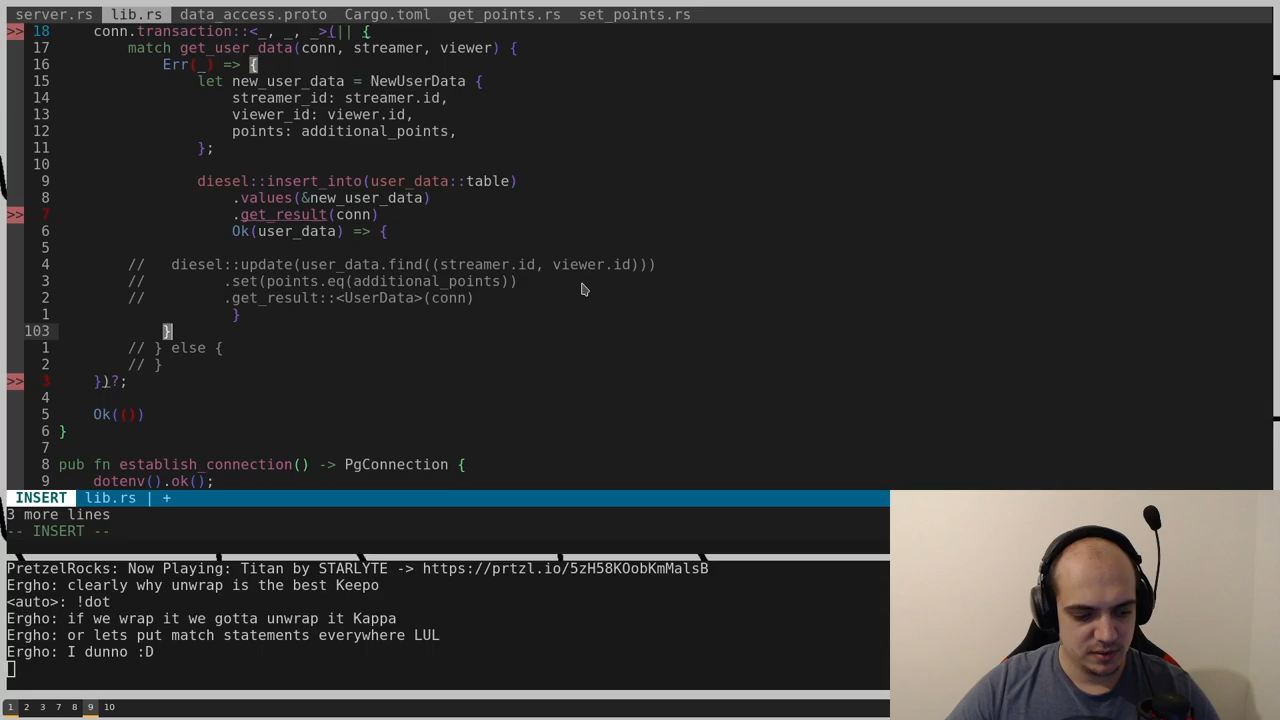 server.rs lib.rs data_access.proto Cargo.toml get_points.rs set_points.rs
>> 18 conn.transaction::<_, _, _>(|| {
17 match get_user_data(conn, streamer, viewer) {
16 Err(_) => {
15 let new_user_data = NewUserData {
14 streamer_id: streamer.id,
13 viewer_id: viewer.id,
12 points: additional_points,
11 };
10
9 diesel::insert_into(user_data::table)
8 .values(&new_user_data)
>> 7 .get_result(conn)
6 Ok(user_data) => {
5
4 // diesel::update(user_data.find((streamer.id, viewer.id)))
3 // .set(points.eq(additional_points))
2 // .get_result::<UserData>(conn)
1 }
103 }
1 // } else {
2 // }
>> 3 })?;
4
5 Ok(())
6 }
7
8 pub fn establish_connection() -> PgConnection {
9 dotenv().ok();
INSERT lib.rs | +
3 more lines
-- INSERT --
PretzelRocks: Now Playing: Titan by STARLYTE -> https://prtzl.io/5zH58KOobKmMalsB
Ergho: clearly why unwrap is the best Keepo
<auto>: !dot
Ergho: if we wrap it we gotta unwrap it Kappa
Ergho: or lets put match statements everywhere LUL
Ergho: I dunno :D
1 2 3 7 8 9 10